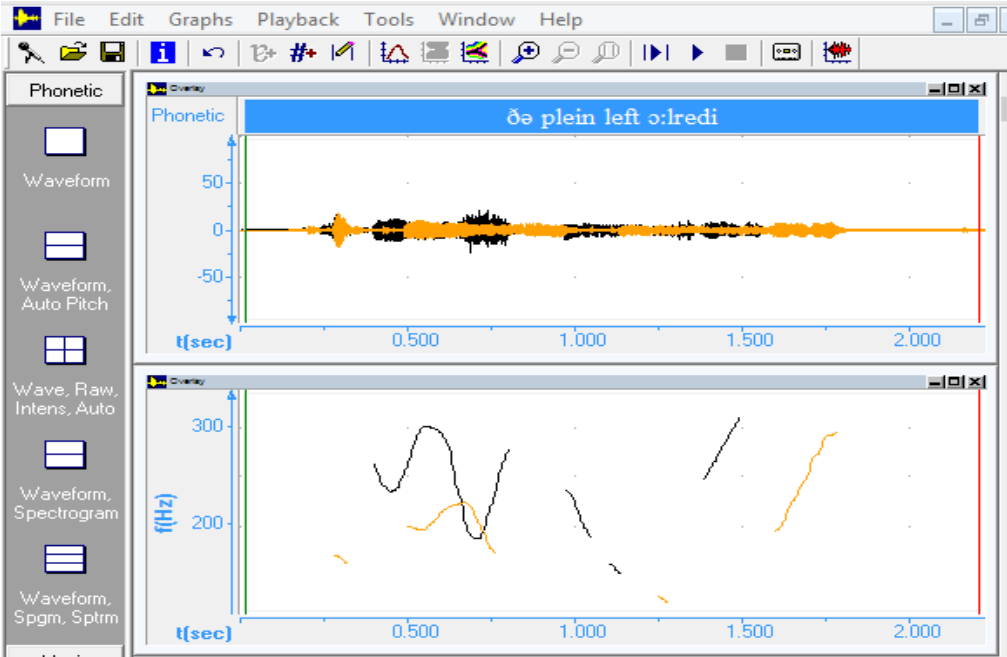 File Edit Graphs Playback Tools Window Help
Phonetic
Waveform
Waveform,
Auto Pitch
Wave, Raw,
Intens, Auto
Waveform,
Spectrogram
Waveform,
Spgm, Sptrm
Overlay
Phonetic ðə plein left ɔ:lredi
50
0
-50
t(sec) 0.500 1.000 1.500 2.000
Overlay
300
f(Hz)
200
t(sec) 0.500 1.000 1.500 2.000